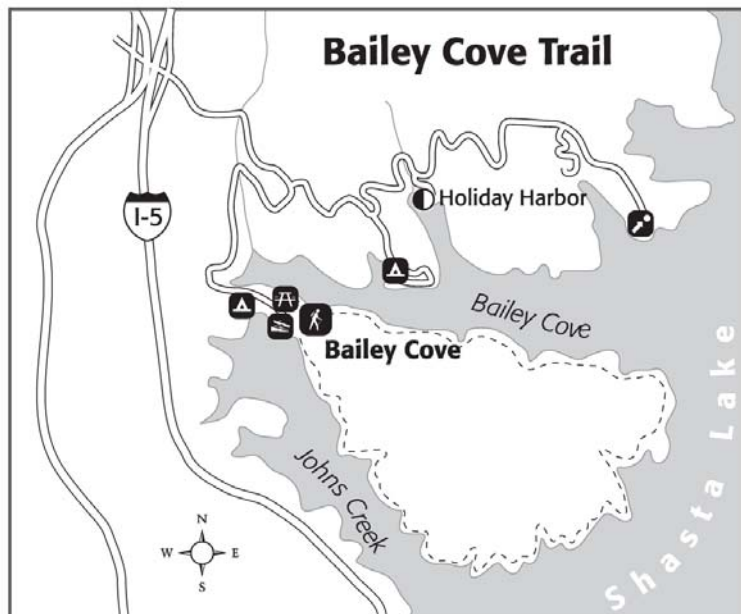 Bailey Cove Trail
I-5
Holiday Harbor
Bailey Cove
Bailey Cove
Johns Creek
Shasta Lake
N
W E
S